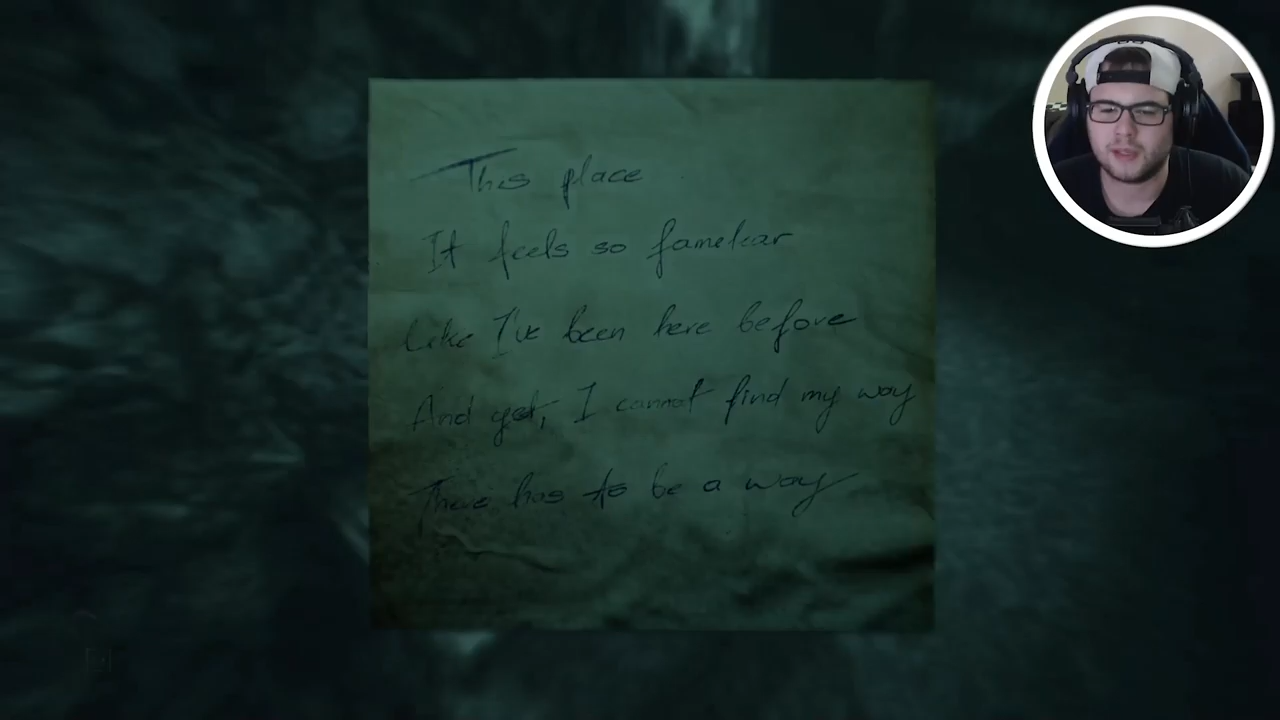 This place
It feels so familiar
Like I've been here before
And yet, I cannot find my way
There has to be a way